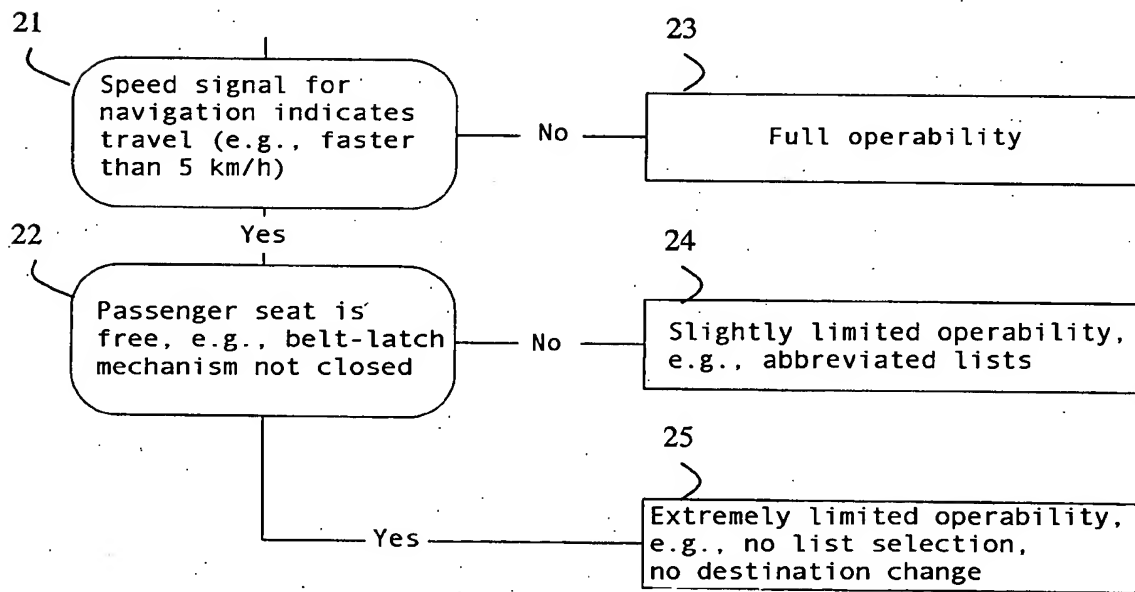 21
Speed signal for
navigation indicates
travel (e.g., faster
than 5 km/h)
No
23
Full operability
Yes
22
Passenger seat is
free, e.g., belt-latch
mechanism not closed
No
24
Slightly limited operability,
e.g., abbreviated lists
Yes
25
Extremely limited operability,
e.g., no list selection,
no destination change